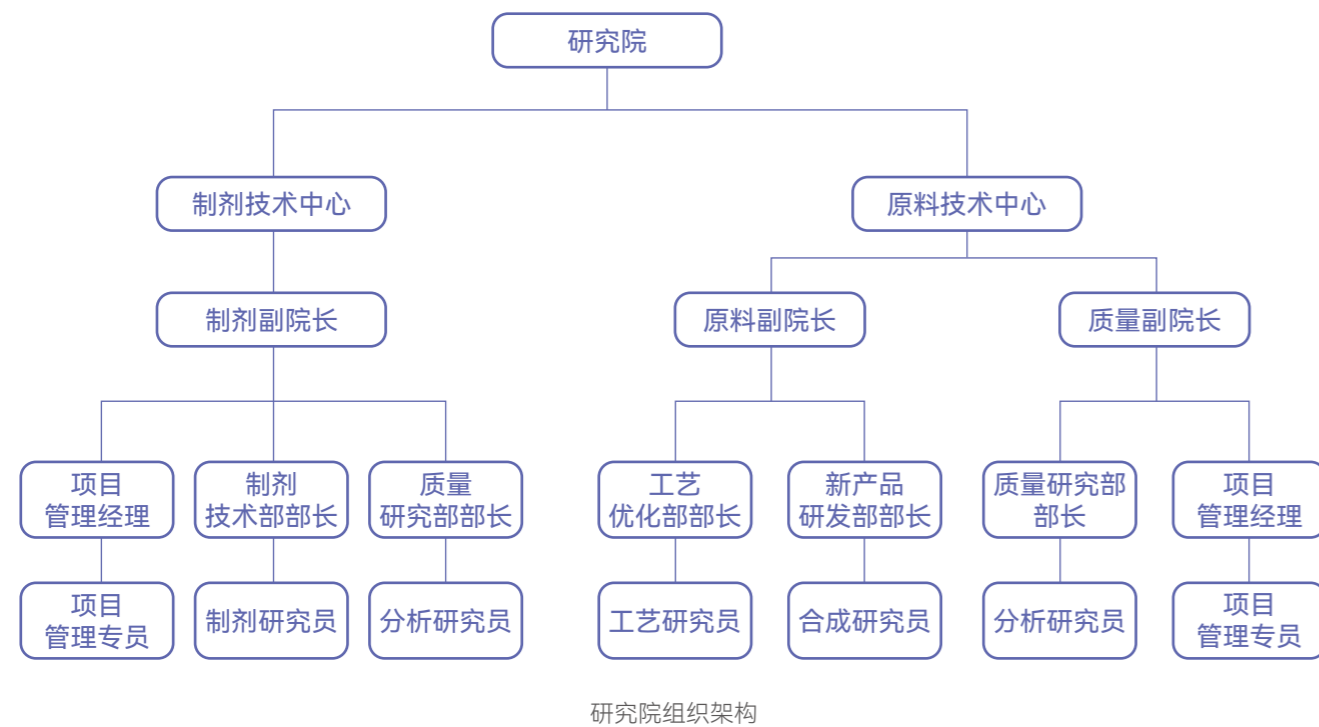 研究院
制剂技术中心
原料技术中心
制剂副院长
原料副院长
质量副院长
项目
管理经理
制剂
技术部部长
质量
研究部部长
工艺
优化部部长
新产品
研发部部长
质量研究部
部长
项目
管理经理
项目
管理专员
制剂研究员
分析研究员
工艺研究员
合成研究员
分析研究员
项目
管理专员
研究院组织架构